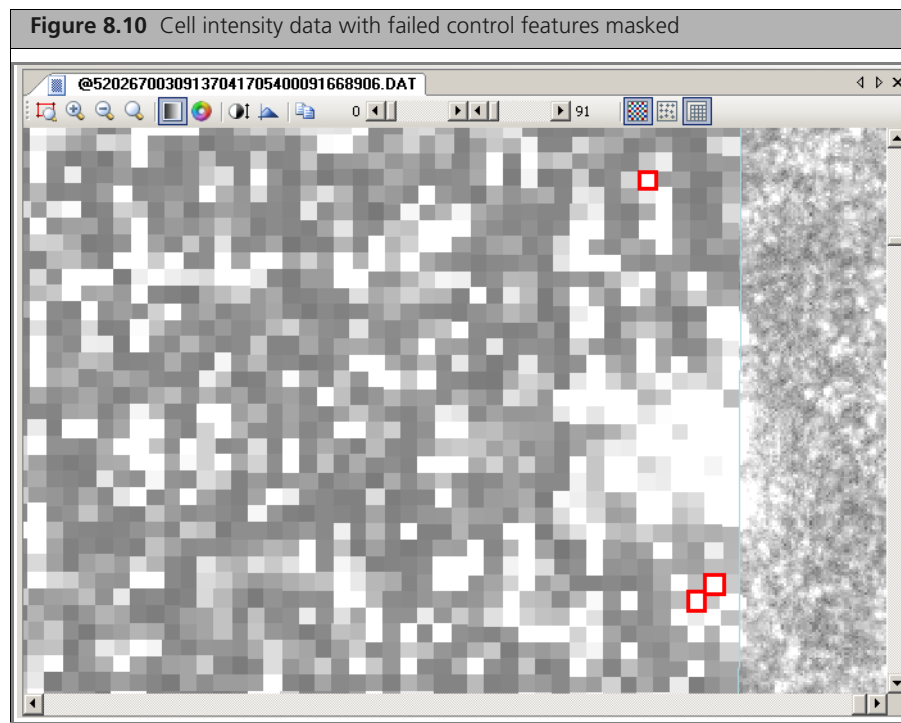 Figure 8.10 Cell intensity data with failed control features masked
@52026700309137041705400091668906.DAT
0 91